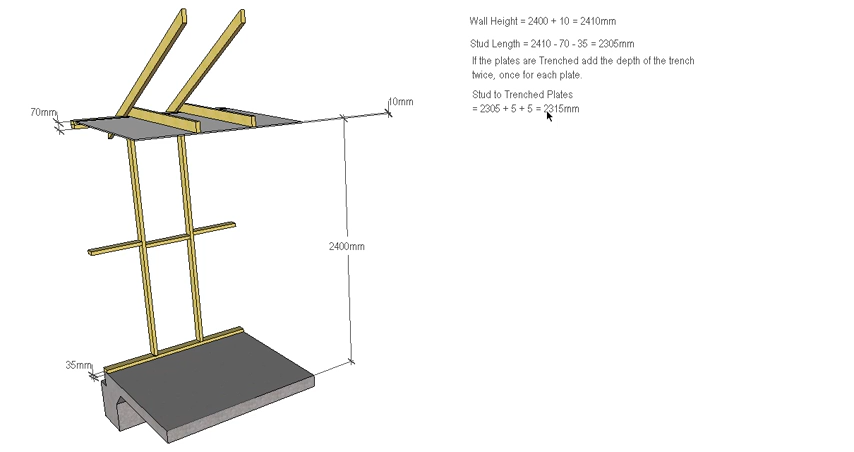 Wall Height = 2400 + 10 = 2410mm
Stud Length = 2410 - 70 - 35 = 2305mm
If the plates are Trenched add the depth of the trench
twice, once for each plate.
Stud to Trenched Plates
= 2305 + 5 + 5 = 2315mm
10mm
70mm
2400mm
35mm